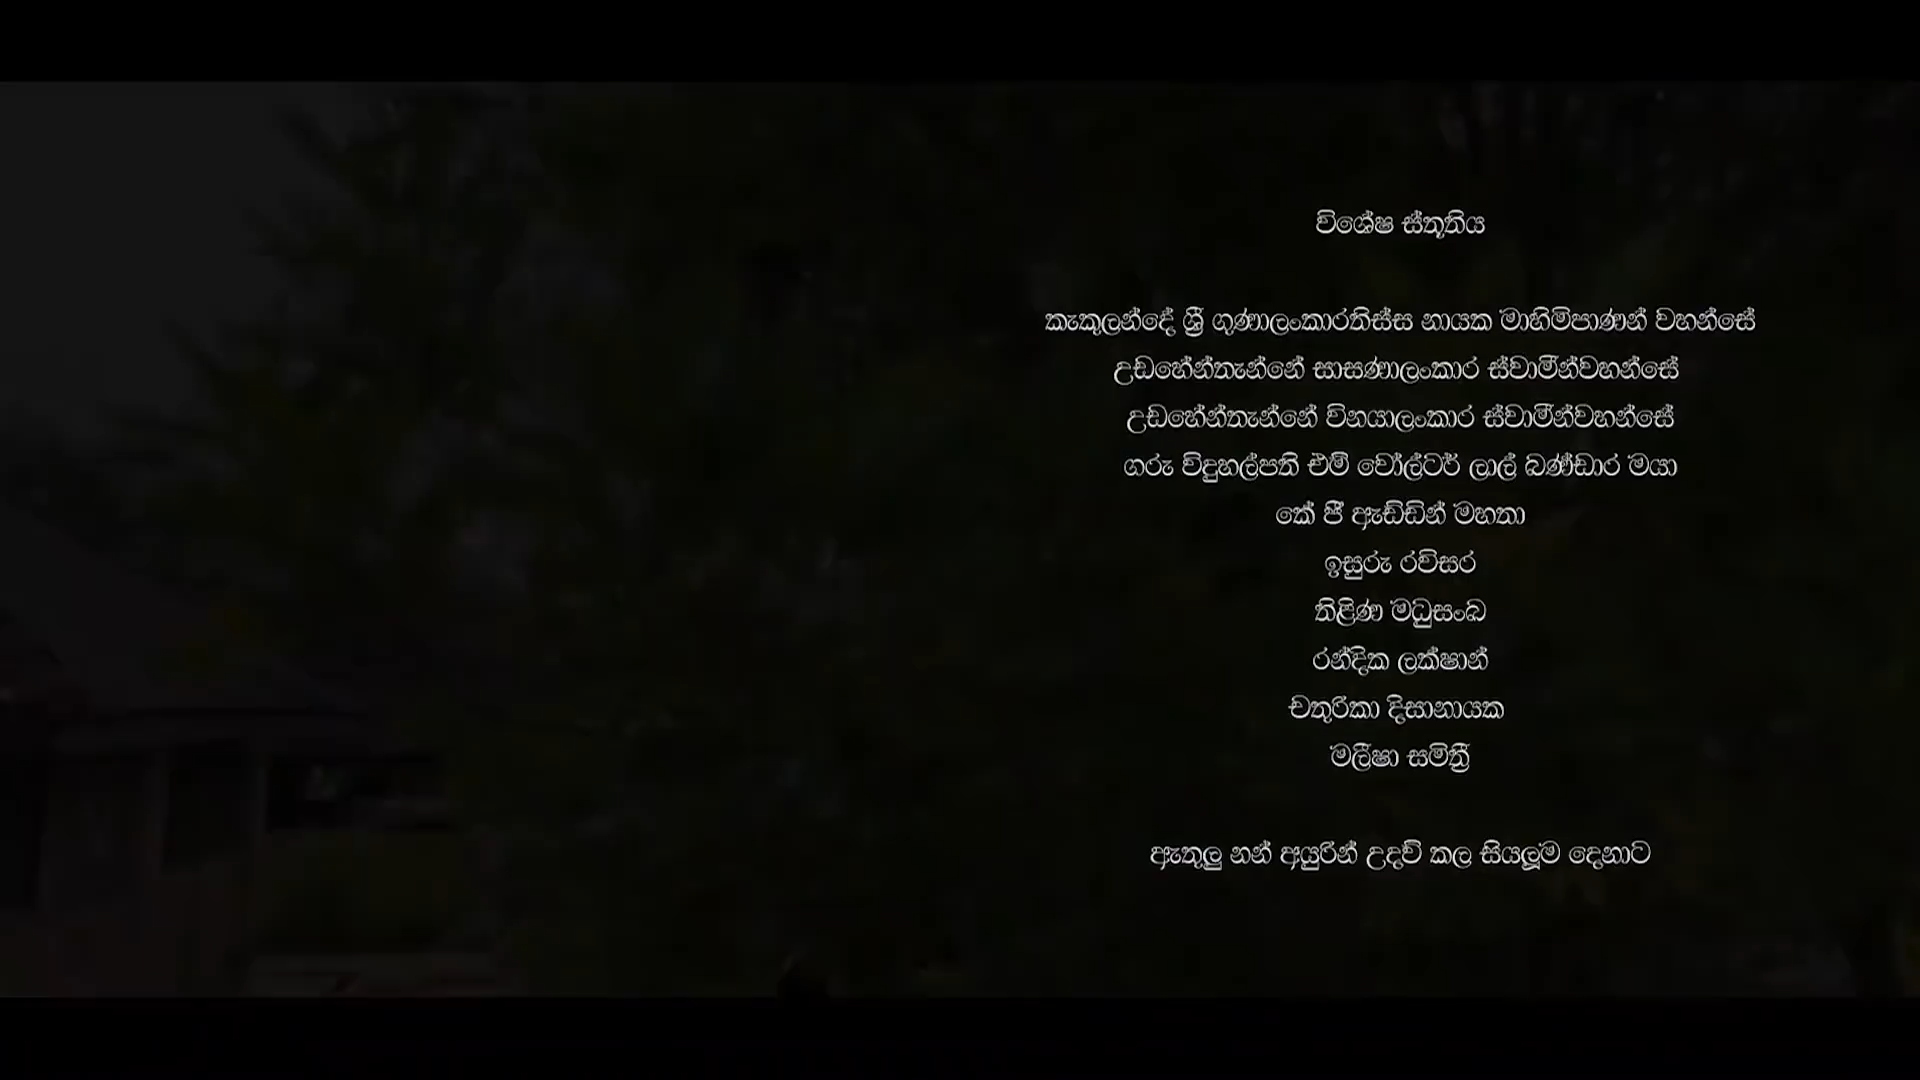 විශේෂ ස්තූතිය
කැකුලන්දේ ශ්‍රී ගුණාලංකාරතිස්ස නායක මාහිමිපාණන් වහන්සේ
උඩහේන්තැන්නේ සාසණාලංකාර ස්වාමීන්වහන්සේ
උඩහේන්තැන්නේ විනයාලංකාර ස්වාමීන්වහන්සේ
ගරු විදුහල්පති එම් වෝල්ටර් ලාල් බණ්ඩාර මයා
කේ පී ඇඩ්ඩින් මහතා
ඉසුරු රවිසර
තිළිණ මධුසංඛ
රන්දික ලක්ෂාන්
චතුරිකා දිසානායක
මලීෂා සමිත්‍රී
ඇතුලු නන් අයුරින් උදව් කල සියලූම දෙනාට